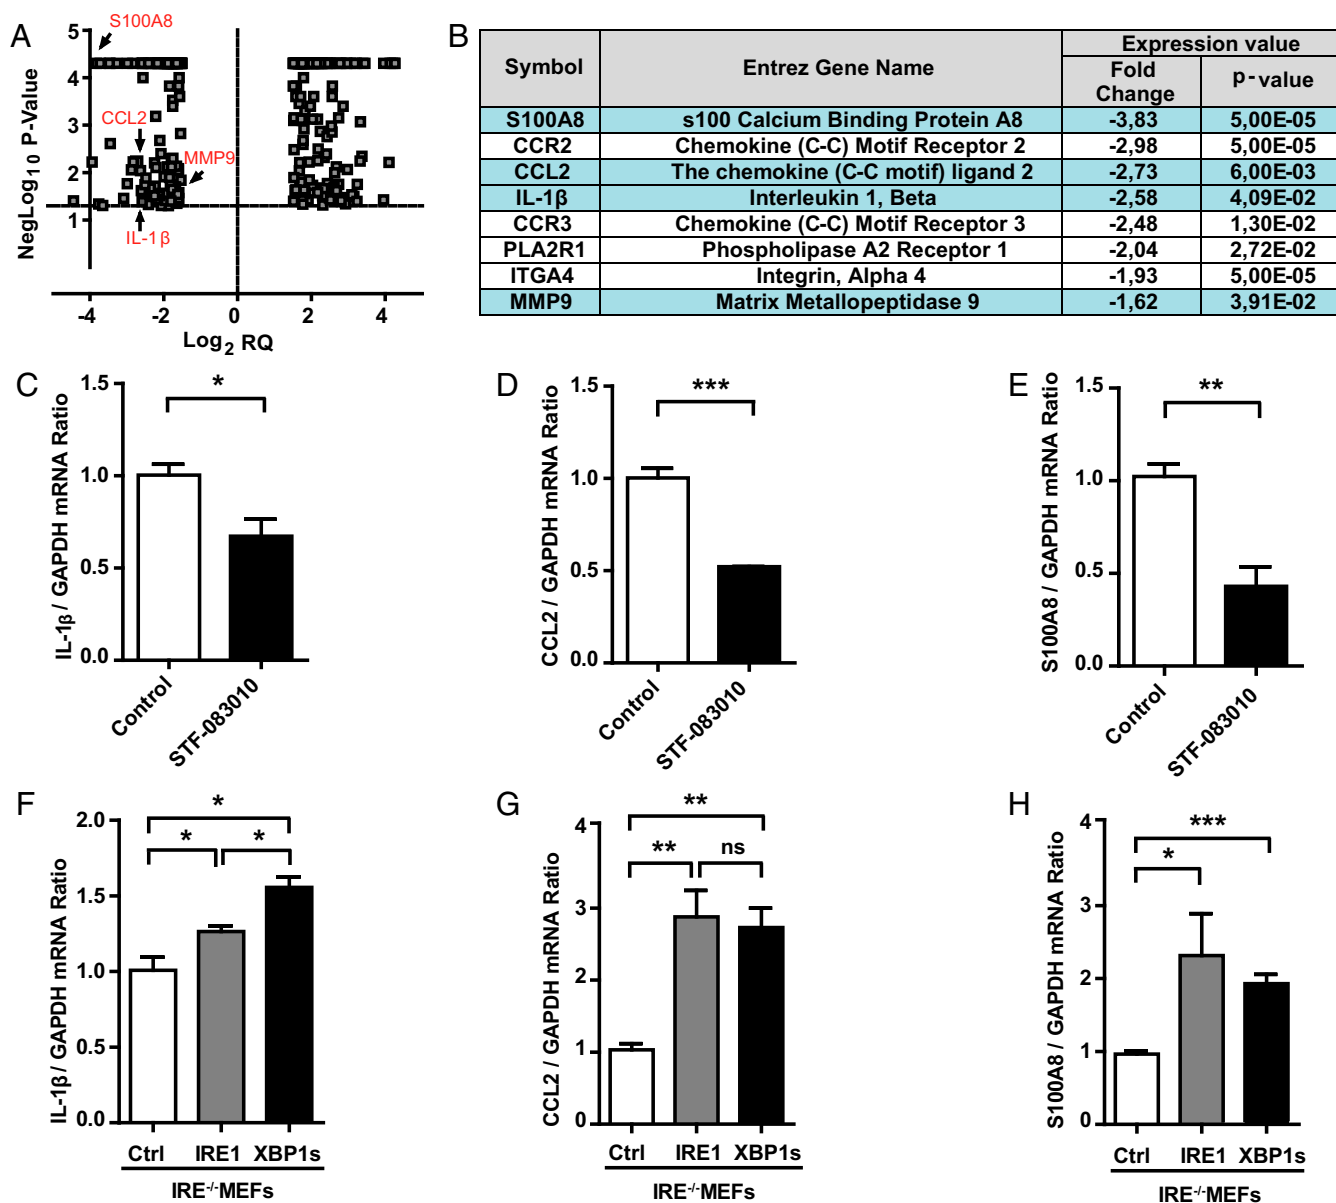 A
S100A8
5
4
3
2
1
NegLog10 P-Value
CCL2
MMP9
IL-1β
-4
-2
0
2
4
Log2 RQ
B
Symbol
Entrez Gene Name
Expression value
Fold Change
p-value
S100A8 s100 Calcium Binding Protein A8 -3,83 5,00E-05
CCR2 Chemokine (C-C) Motif Receptor 2 -2,98 5,00E-05
CCL2 The chemokine (C-C motif) ligand 2 -2,73 6,00E-03
IL-1β Interleukin 1, Beta -2,58 4,09E-02
CCR3 Chemokine (C-C) Motif Receptor 3 -2,48 1,30E-02
PLA2R1 Phospholipase A2 Receptor 1 -2,04 2,72E-02
ITGA4 Integrin, Alpha 4 -1,93 5,00E-05
MMP9 Matrix Metallopeptidase 9 -1,62 3,91E-02
C
IL-1β / GAPDH mRNA Ratio
1.5
1.0
0.5
0.0
*
Control
STF-083010
D
CCL2 / GAPDH mRNA Ratio
1.5
1.0
0.5
0.0
***
Control
STF-083010
E
S100A8 / GAPDH mRNA Ratio
1.5
1.0
0.5
0.0
**
Control
STF-083010
F
IL-1β / GAPDH mRNA Ratio
2.0
1.5
1.0
0.5
0.0
*
* *
Ctrl IRE1 XBP1s
IRE-/-MEFs
G
CCL2 / GAPDH mRNA Ratio
4
3
2
1
0
**
** ns
Ctrl IRE1 XBP1s
IRE-/-MEFs
H
S100A8 / GAPDH mRNA Ratio
4
3
2
1
0
***
*
Ctrl IRE1 XBP1s
IRE-/-MEFs